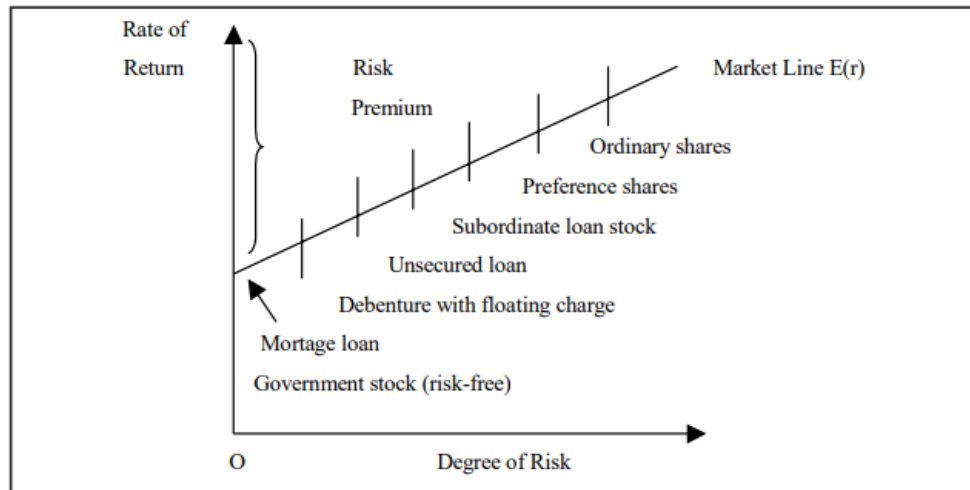 Rate of
Return
Risk
Premium
Market Line E(r)
Ordinary shares
Preference shares
Subordinate loan stock
Unsecured loan
Debenture with floating charge
Mortage loan
Government stock (risk-free)
O
Degree of Risk